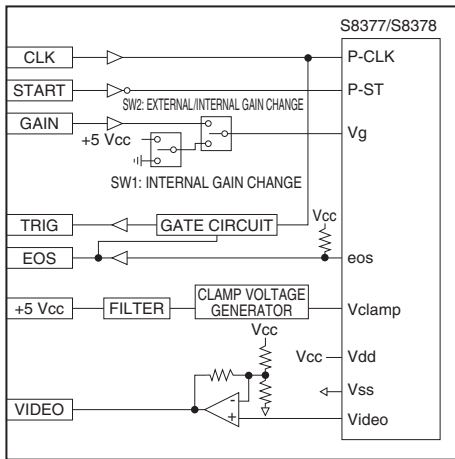 S8377/S8378
CLK
P-CLK
START
P-ST
SW2: EXTERNAL/INTERNAL GAIN CHANGE
GAIN
+5 Vcc
Vg
SW1: INTERNAL GAIN CHANGE
TRIG
GATE CIRCUIT
Vcc
EOS
eos
+5 Vcc
FILTER
CLAMP VOLTAGE
GENERATOR
Vclamp
Vcc
Vcc
Vdd
Vss
-
VIDEO
+
Video